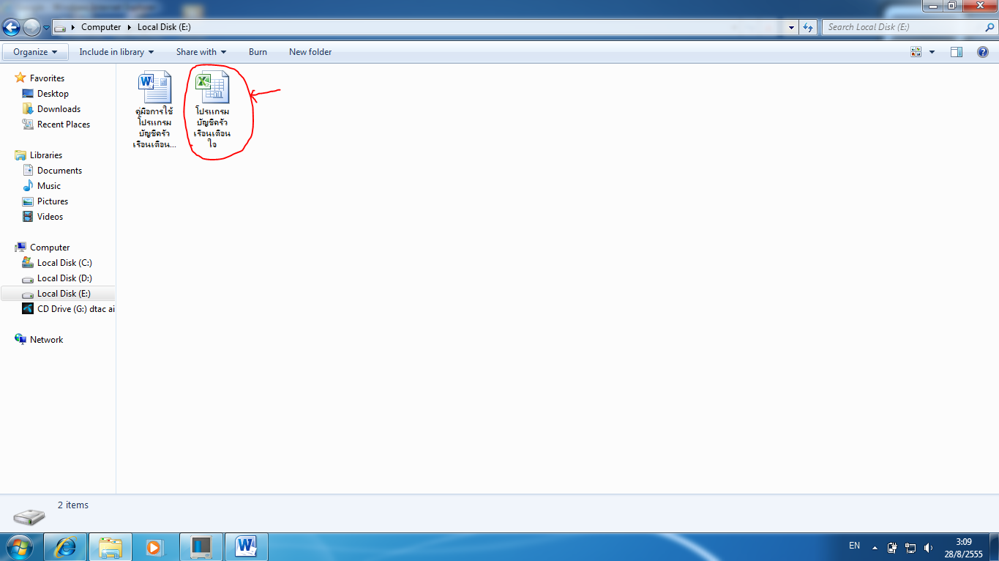 Computer
Local Disk (E:)
Search Local Disk (E:)
Organize
Include in library
Share with
Burn
New folder
Favorites
Desktop
Downloads
Recent Places
Libraries
Documents
Music
Pictures
Videos
Computer
Local Disk (C:)
Local Disk (D:)
Local Disk (E:)
CD Drive (G:) dtac ai
Network
คู่มือการใช้
โปรแกรม
บัญชีครัว
เรือนเตือน...
โปรแกรม
บัญชีครัว
เรือนเตือน
ใจ
2 items
EN
3:09
28/8/2555